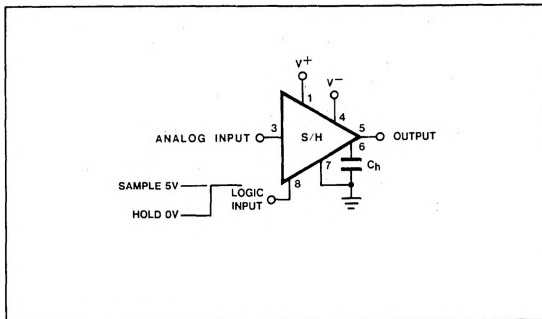 V+
V−
1
4
3
S/H
5
ANALOG INPUT
OUTPUT
6
7
Ch
8
SAMPLE 5V
LOGIC
INPUT
HOLD 0V